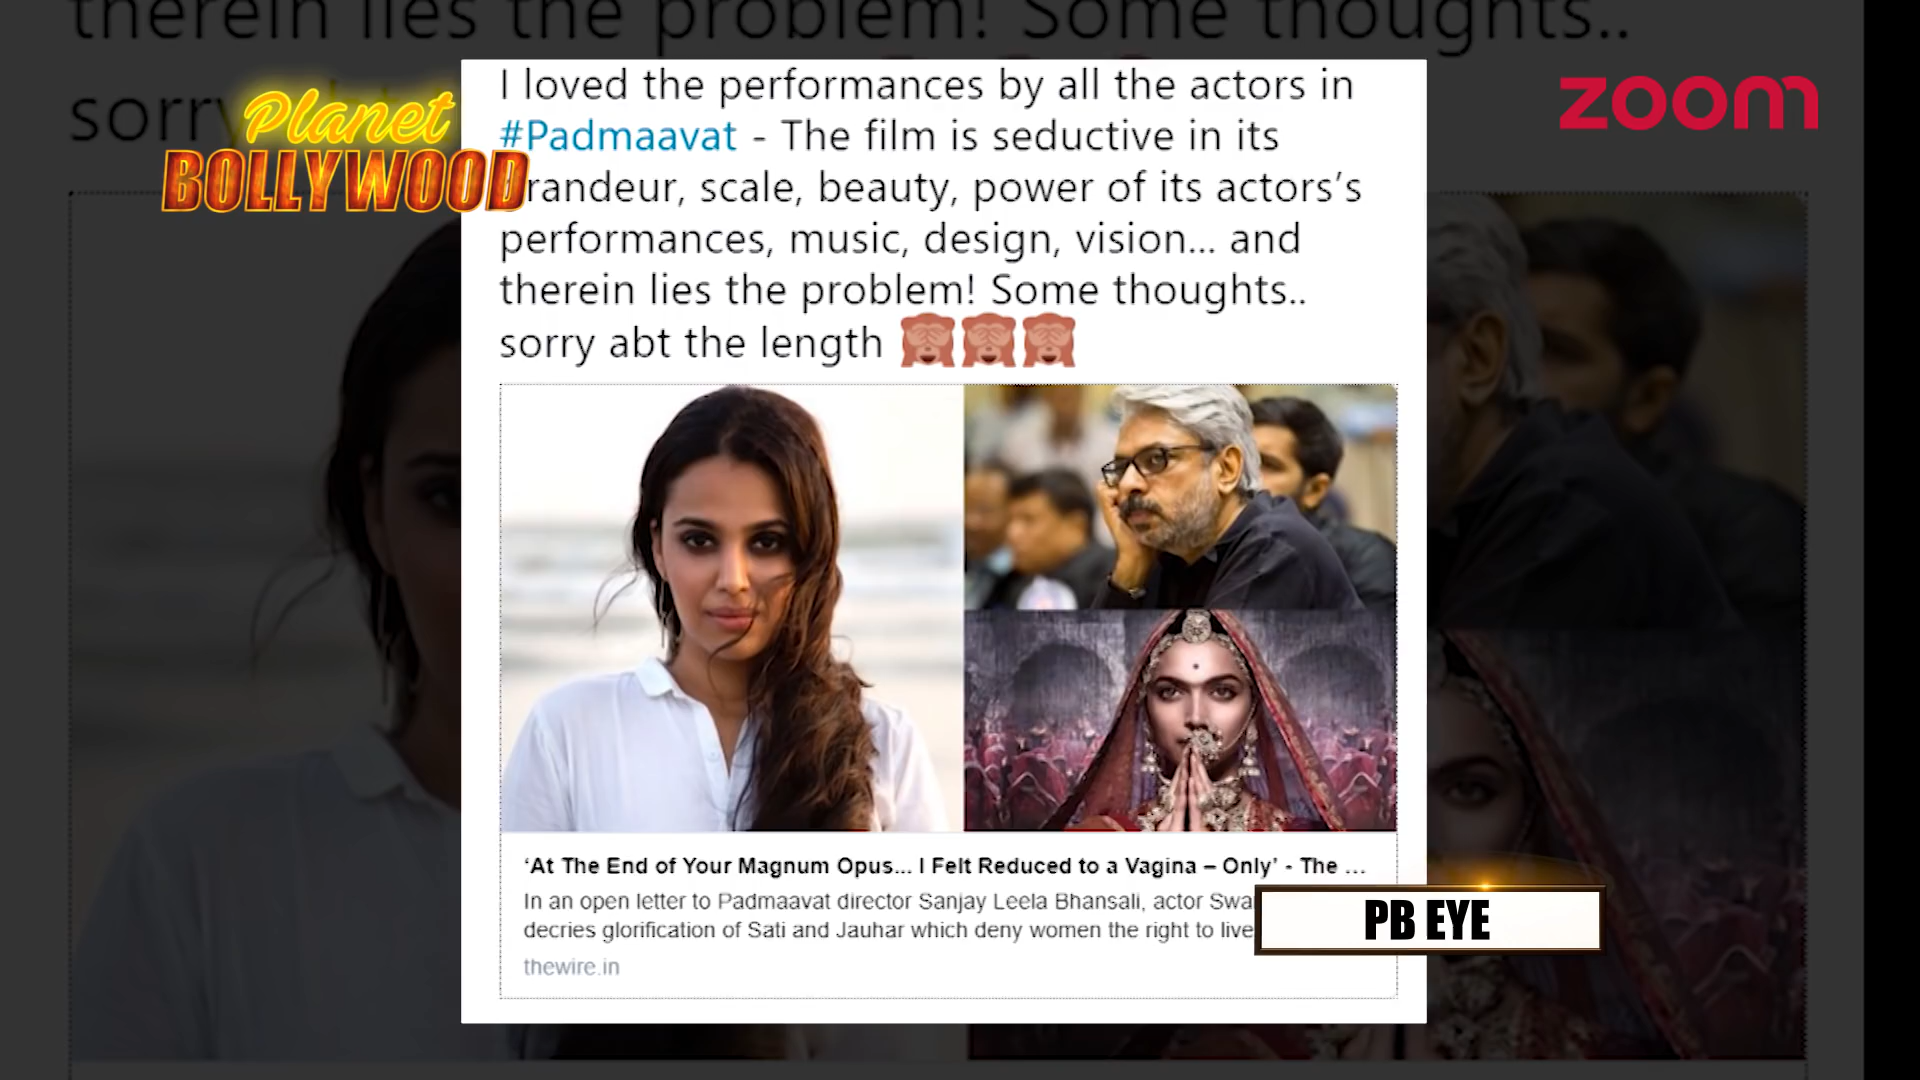 therein lies the problem! Some thoughts..
sorry
Planet
BOLLYWOOD
zoom
I loved the performances by all the actors in
#Padmaavat - The film is seductive in its
randeur, scale, beauty, power of its actors’s
performances, music, design, vision... and
therein lies the problem! Some thoughts..
sorry abt the length 🙈🙈🙈
‘At The End of Your Magnum Opus... I Felt Reduced to a Vagina – Only’ - The ...
In an open letter to Padmaavat director Sanjay Leela Bhansali, actor Swa
decries glorification of Sati and Jauhar which deny women the right to live
thewire.in
PB EYE